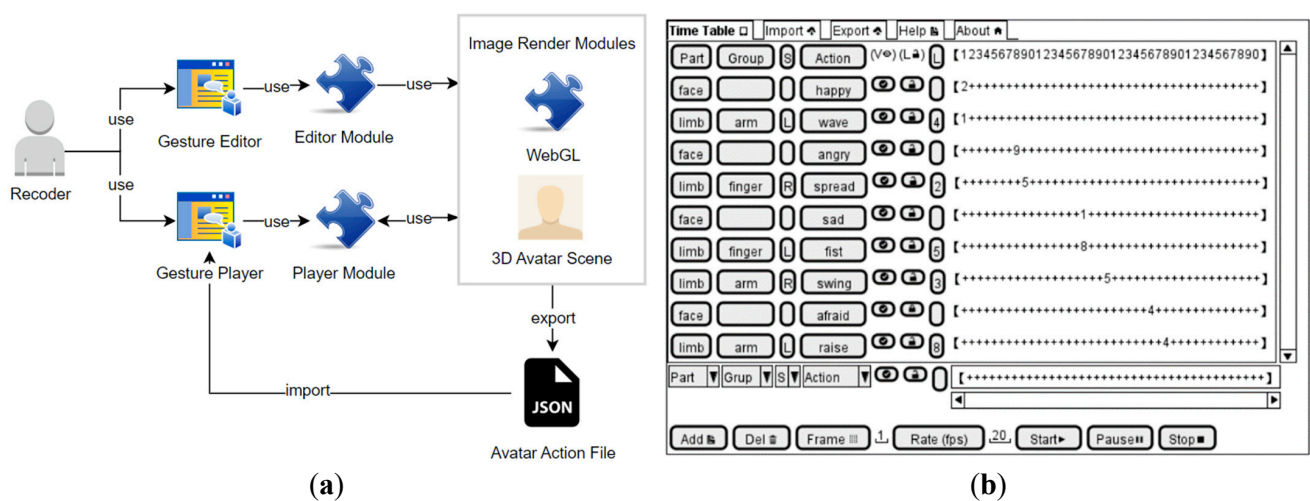 Recoder
use
use
Gesture Editor
use
Editor Module
use
Gesture Player
use
Player Module
use
Image Render Modules
WebGL
3D Avatar Scene
export
import
JSON
Avatar Action File
(a)
Time Table Import Export Help About
Part Group S Action (V) (L) L 【1234567890123456789012345678901234567890】
face happy 【2+++++++++++++++++++++++++++++++++++++++】
limb arm L wave 4 【1+++++++++++++++++++++++++++++++++++++++】
face angry 【+++++++9++++++++++++++++++++++++++++++++】
limb finger R spread 2 【++++++++5+++++++++++++++++++++++++++++++】
face sad 【++++++++++++++++1+++++++++++++++++++++++】
limb finger L fist 5 【++++++++++++++++8+++++++++++++++++++++++】
limb arm R swing 3 【+++++++++++++++++++5++++++++++++++++++++】
face afraid 【+++++++++++++++++++++++++4++++++++++++++】
limb arm L raise 8 【+++++++++++++++++++++++++++4++++++++++++】
Part Grup S Action 【++++++++++++++++++++++++++++++++++++++++】
Add Del Frame 1 Rate (fps) 20 Start Pause Stop
(b)